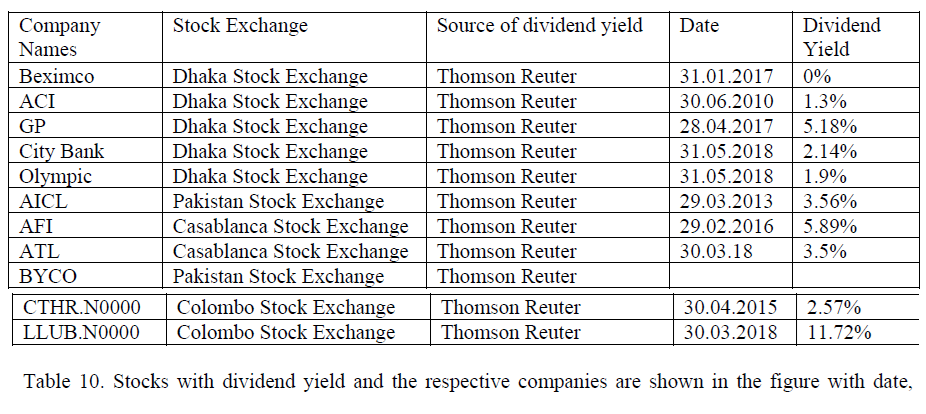 Company Names Stock Exchange Source of dividend yield Date Dividend Yield
Beximco Dhaka Stock Exchange Thomson Reuter 31.01.2017 0%
ACI Dhaka Stock Exchange Thomson Reuter 30.06.2010 1.3%
GP Dhaka Stock Exchange Thomson Reuter 28.04.2017 5.18%
City Bank Dhaka Stock Exchange Thomson Reuter 31.05.2018 2.14%
Olympic Dhaka Stock Exchange Thomson Reuter 31.05.2018 1.9%
AICL Pakistan Stock Exchange Thomson Reuter 29.03.2013 3.56%
AFI Casablanca Stock Exchange Thomson Reuter 29.02.2016 5.89%
ATL Casablanca Stock Exchange Thomson Reuter 30.03.18 3.5%
BYCO Pakistan Stock Exchange Thomson Reuter
CTHR.N0000 Colombo Stock Exchange Thomson Reuter 30.04.2015 2.57%
LLUB.N0000 Colombo Stock Exchange Thomson Reuter 30.03.2018 11.72%
Table 10. Stocks with dividend yield and the respective companies are shown in the figure with date,